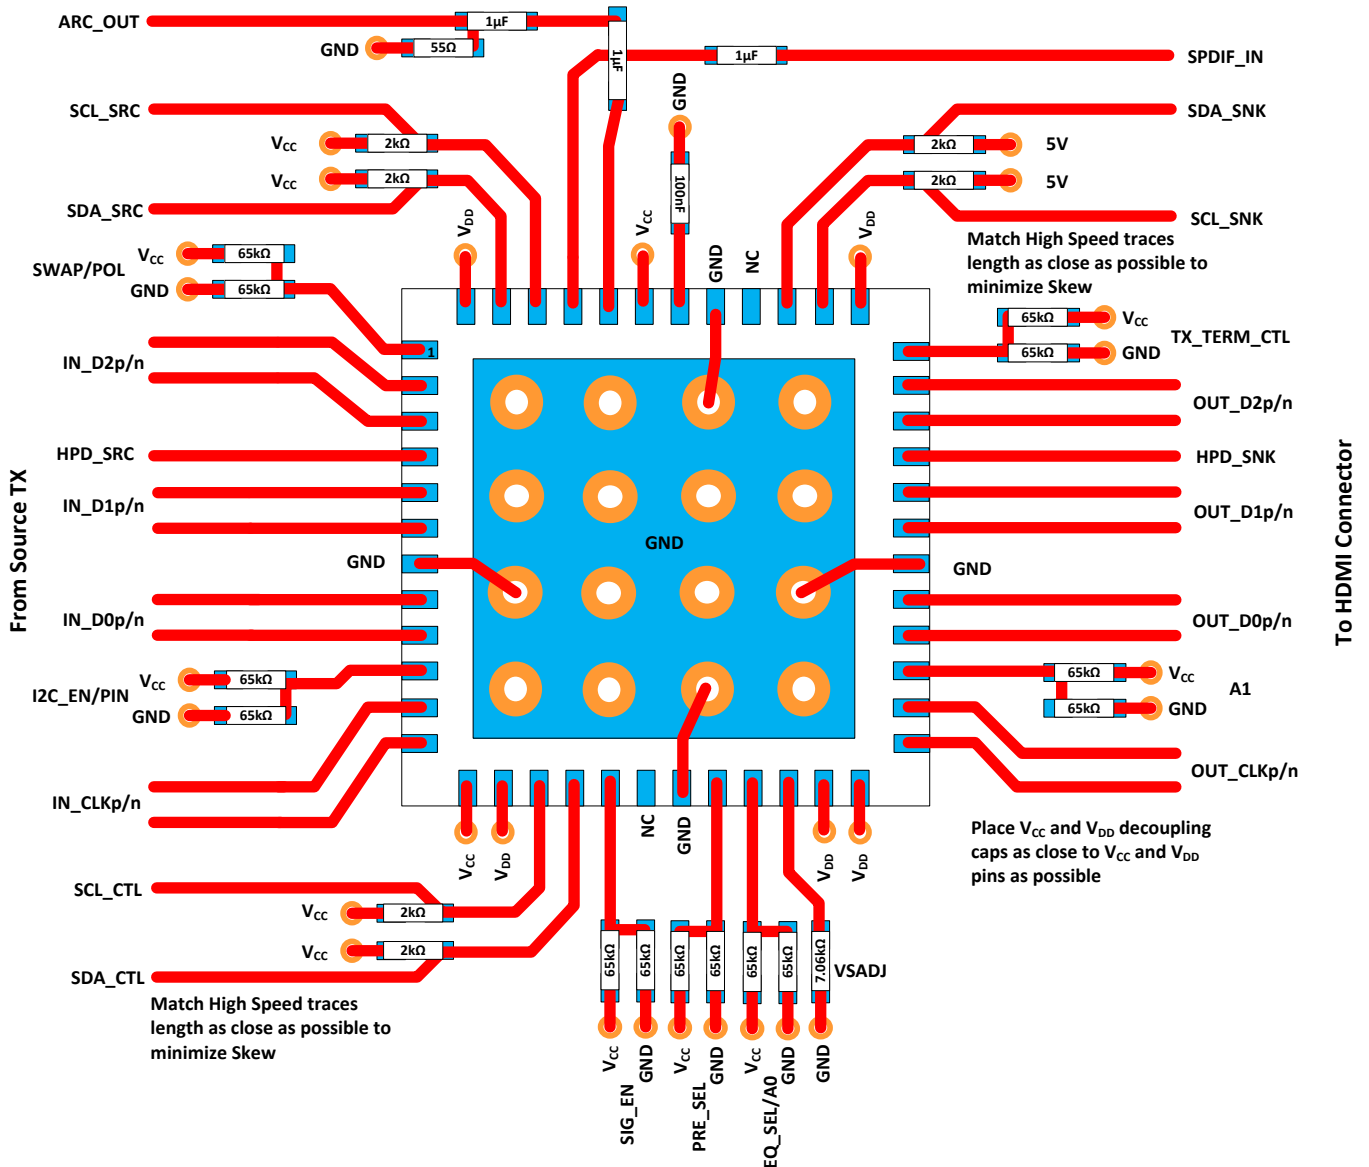 ARC_OUT
1µF
GND
55Ω
1µF
1µF
SPDIF_IN
GND
SCL_SRC
SDA_SNK
VCC
2kΩ
2kΩ
5V
VCC
2kΩ
100nF
2kΩ
5V
SDA_SRC
SCL_SNK
VDD
VCC
GND
NC
VDD
Match High Speed traces
length as close as possible to
minimize Skew
VCC
65kΩ
SWAP/POL
GND
65kΩ
65kΩ
VCC
TX_TERM_CTL
65kΩ
GND
1
IN_D2p/n
OUT_D2p/n
HPD_SRC
HPD_SNK
IN_D1p/n
OUT_D1p/n
From Source TX
To HDMI Connector
GND
GND
GND
IN_D0p/n
OUT_D0p/n
VCC
65kΩ
I2C_EN/PIN
GND
65kΩ
65kΩ
VCC
A1
65kΩ
GND
IN_CLKp/n
OUT_CLKp/n
VCC
VDD
NC
GND
VDD
VDD
Place VCC and VDD decoupling
caps as close to VCC and VDD
pins as possible
SCL_CTL
VCC
2kΩ
VCC
2kΩ
SDA_CTL
65kΩ
65kΩ
65kΩ
65kΩ
65kΩ
65kΩ
7.06kΩ
VSADJ
Match High Speed traces
length as close as possible to
minimize Skew
VCC
GND
VCC
GND
VCC
GND
GND
SIG_EN
PRE_SEL
EQ_SEL/A0